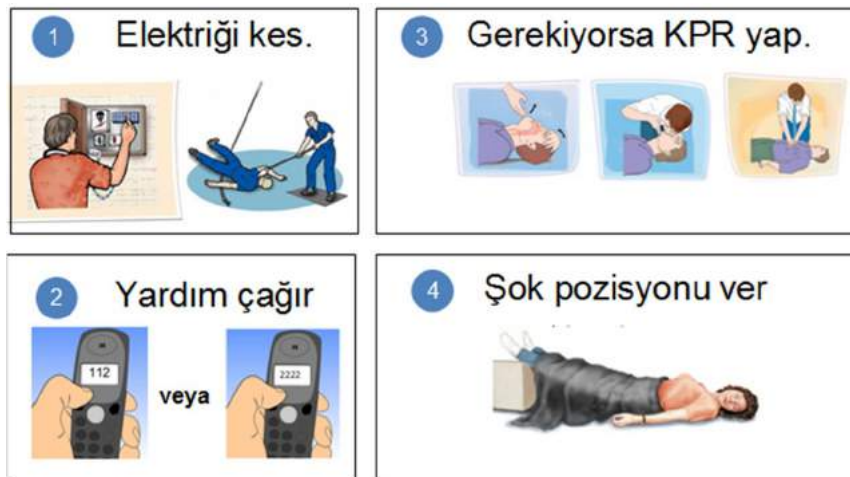 1 Elektriği kes.
2 Yardım çağır
112
veya
2222
3 Gerekiyorsa KPR yap.
4 Şok pozisyonu ver